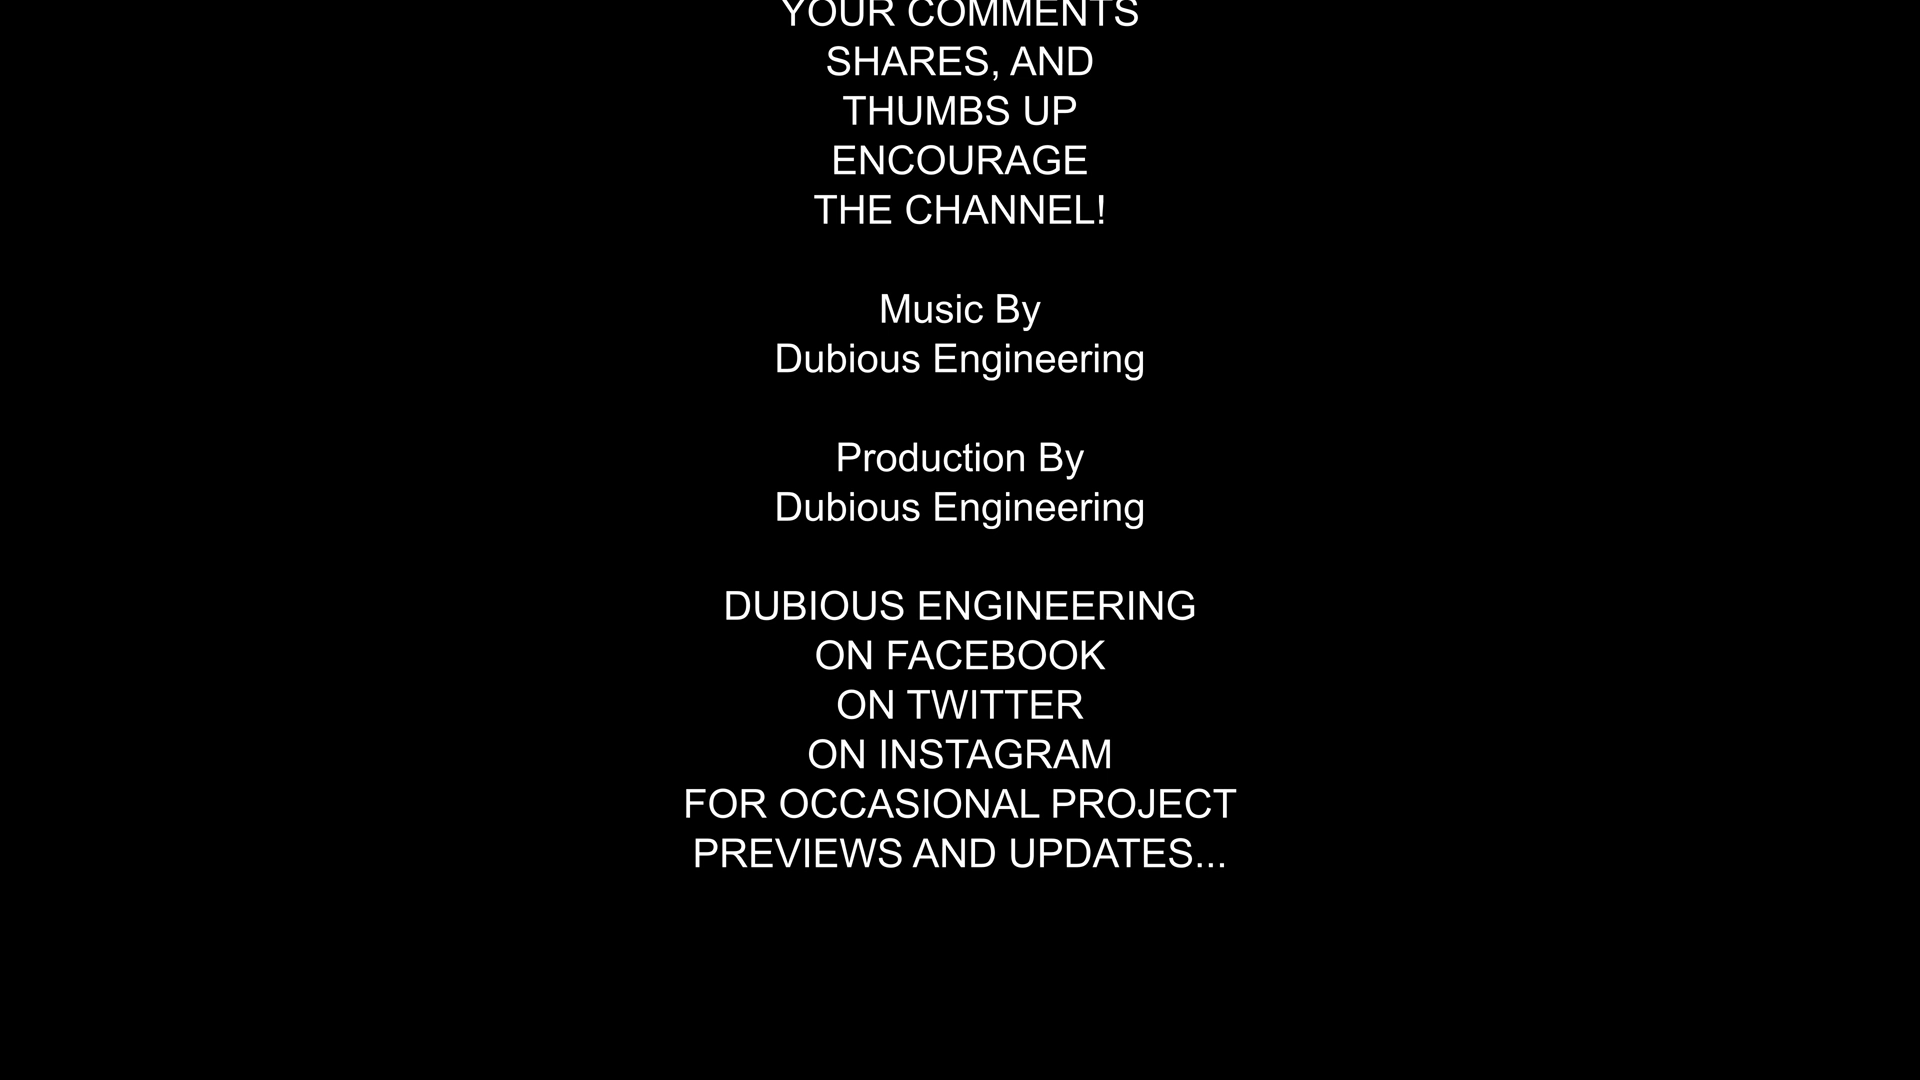 YOUR COMMENTS
SHARES, AND
THUMBS UP
ENCOURAGE
THE CHANNEL!
Music By
Dubious Engineering
Production By
Dubious Engineering
DUBIOUS ENGINEERING
ON FACEBOOK
ON TWITTER
ON INSTAGRAM
FOR OCCASIONAL PROJECT
PREVIEWS AND UPDATES...